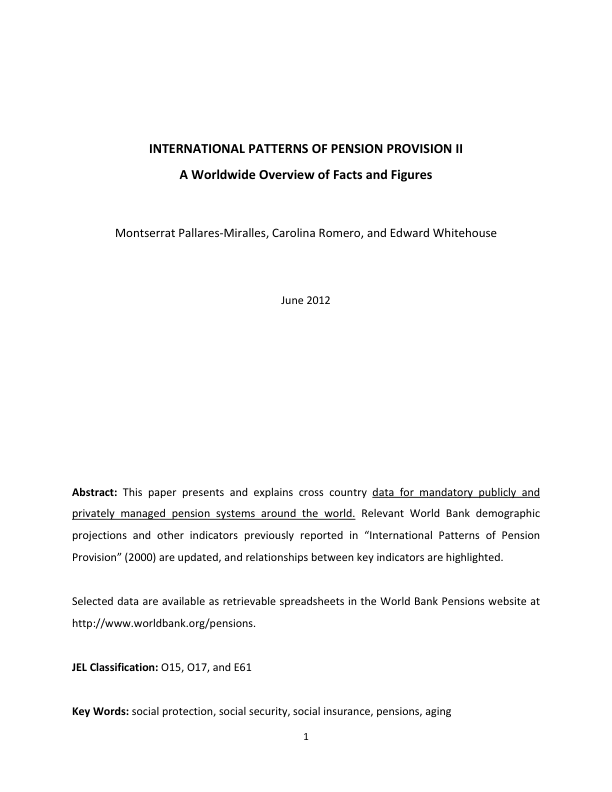 INTERNATIONAL PATTERNS OF PENSION PROVISION II
A Worldwide Overview of Facts and Figures
Montserrat Pallares-Miralles, Carolina Romero, and Edward Whitehouse
June 2012
Abstract: This paper presents and explains cross country data for mandatory publicly and
privately managed pension systems around the world. Relevant World Bank demographic
projections and other indicators previously reported in “International Patterns of Pension
Provision” (2000) are updated, and relationships between key indicators are highlighted.
Selected data are available as retrievable spreadsheets in the World Bank Pensions website at
http://www.worldbank.org/pensions.
JEL Classification: O15, O17, and E61
Key Words: social protection, social security, social insurance, pensions, aging
1